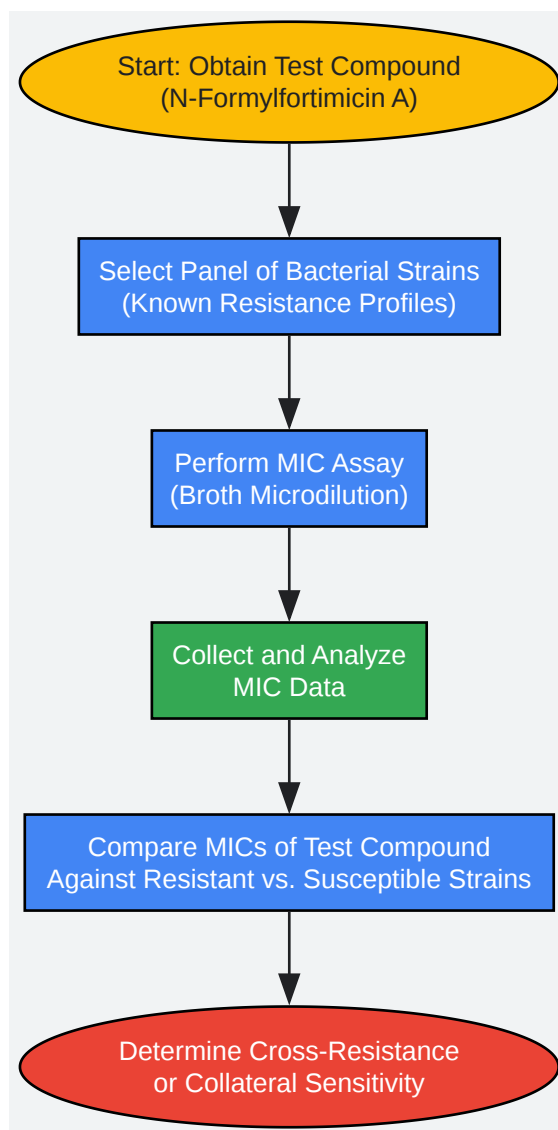 Start: Obtain Test Compound
(N-Formylfortimicin A)
Select Panel of Bacterial Strains
(Known Resistance Profiles)
Perform MIC Assay
(Broth Microdilution)
Collect and Analyze
MIC Data
Compare MICs of Test Compound
Against Resistant vs. Susceptible Strains
Determine Cross-Resistance
or Collateral Sensitivity